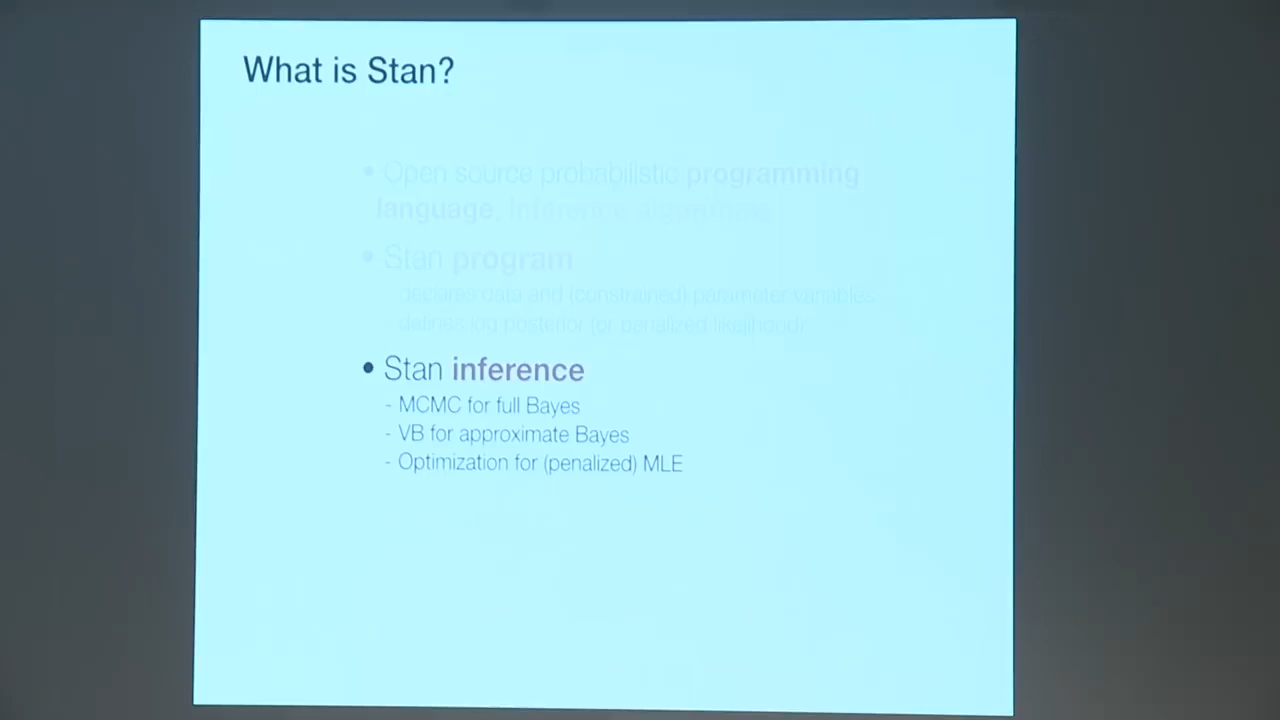 What is Stan?
• Open source probabilistic programming
language, inference algorithms
• Stan program
- declares data and (constrained) parameter variables
- defines log posterior (or penalized likelihood)
• Stan inference
- MCMC for full Bayes
- VB for approximate Bayes
- Optimization for (penalized) MLE